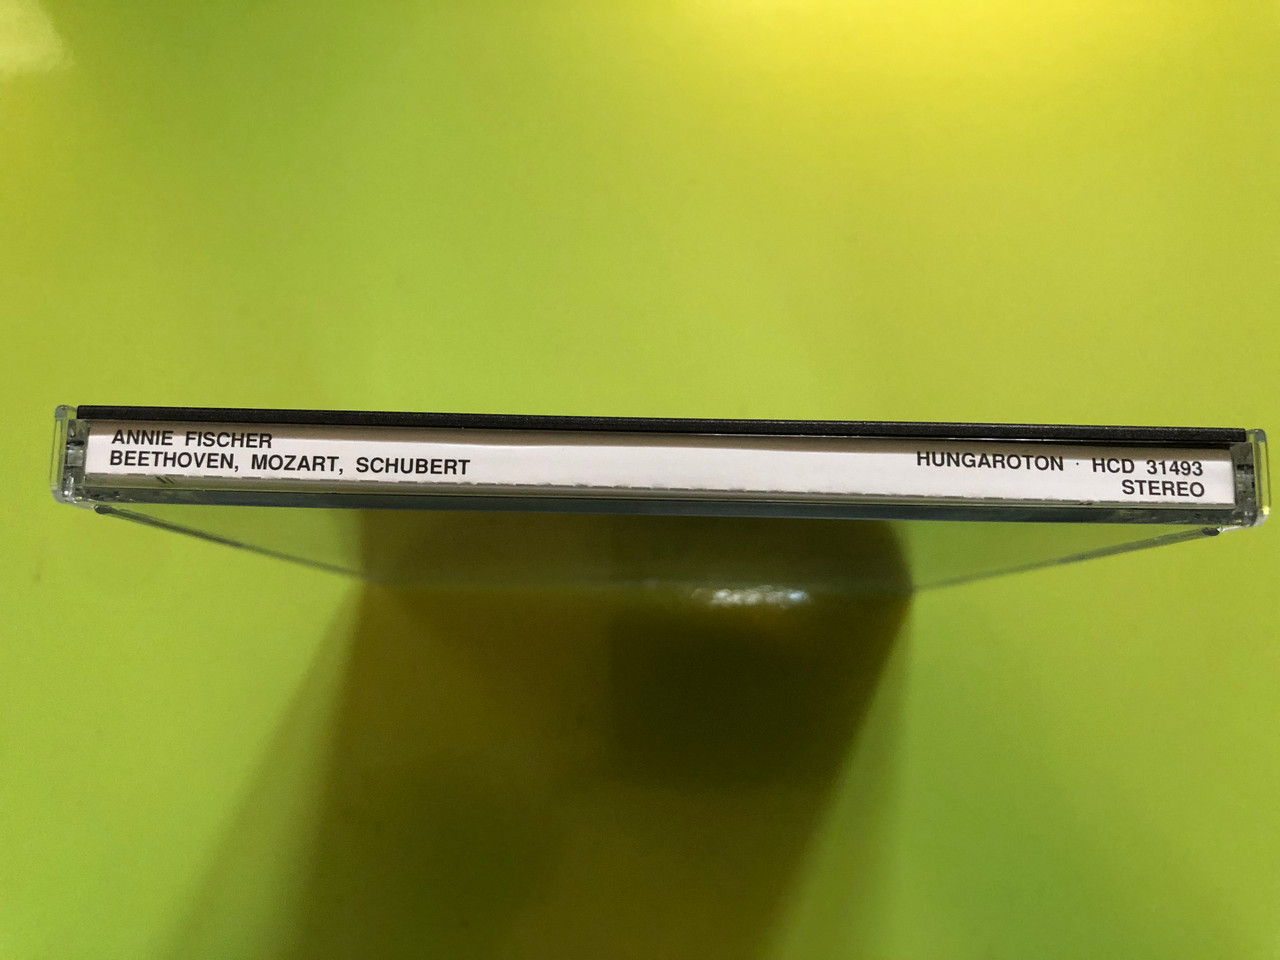 ANNIE FISCHER
BEETHOVEN, MOZART, SCHUBERT
HUNGAROTON · HCD 31493
STEREO